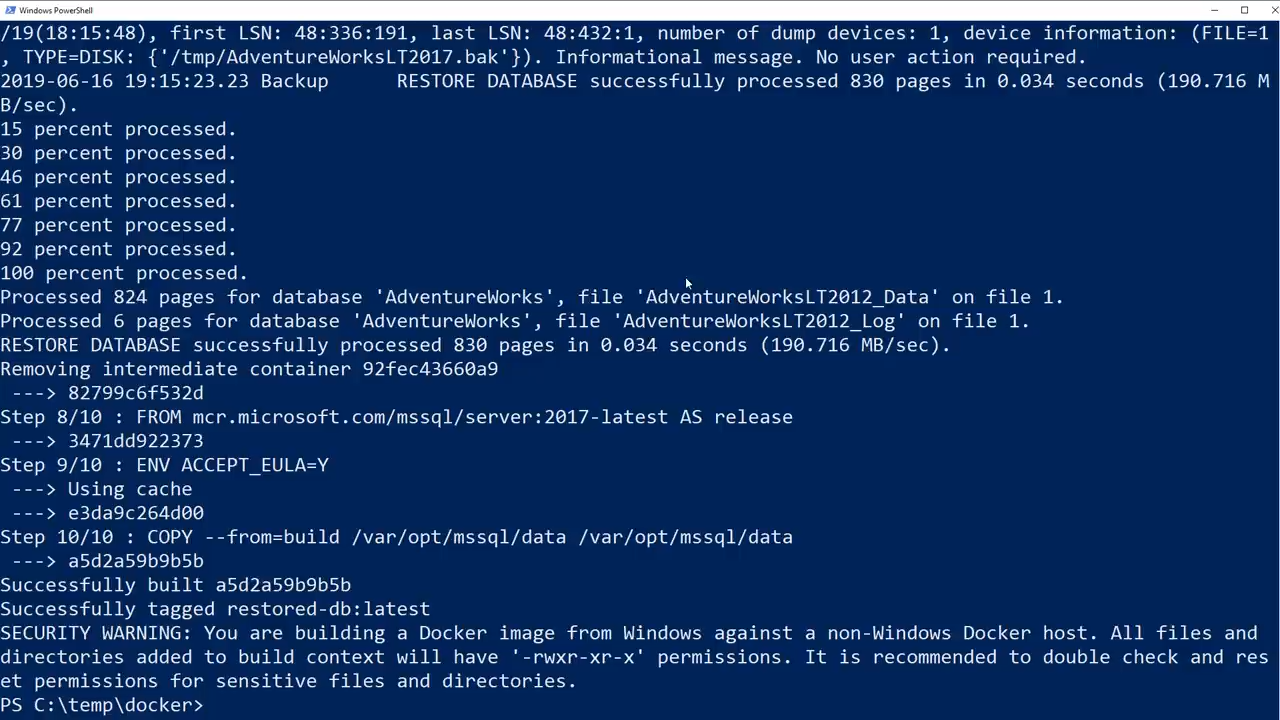 Windows PowerShell
/19(18:15:48), first LSN: 48:336:191, last LSN: 48:432:1, number of dump devices: 1, device information: (FILE=1
, TYPE=DISK: {'/tmp/AdventureWorksLT2017.bak'}). Informational message. No user action required.
2019-06-16 19:15:23.23 Backup      RESTORE DATABASE successfully processed 830 pages in 0.034 seconds (190.716 M
B/sec).
15 percent processed.
30 percent processed.
46 percent processed.
61 percent processed.
77 percent processed.
92 percent processed.
100 percent processed.
Processed 824 pages for database 'AdventureWorks', file 'AdventureWorksLT2012_Data' on file 1.
Processed 6 pages for database 'AdventureWorks', file 'AdventureWorksLT2012_Log' on file 1.
RESTORE DATABASE successfully processed 830 pages in 0.034 seconds (190.716 MB/sec).
Removing intermediate container 92fec43660a9
 ---> 82799c6f532d
Step 8/10 : FROM mcr.microsoft.com/mssql/server:2017-latest AS release
 ---> 3471dd922373
Step 9/10 : ENV ACCEPT_EULA=Y
 ---> Using cache
 ---> e3da9c264d00
Step 10/10 : COPY --from=build /var/opt/mssql/data /var/opt/mssql/data
 ---> a5d2a59b9b5b
Successfully built a5d2a59b9b5b
Successfully tagged restored-db:latest
SECURITY WARNING: You are building a Docker image from Windows against a non-Windows Docker host. All files and
directories added to build context will have '-rwxr-xr-x' permissions. It is recommended to double check and res
et permissions for sensitive files and directories.
PS C:\temp\docker>